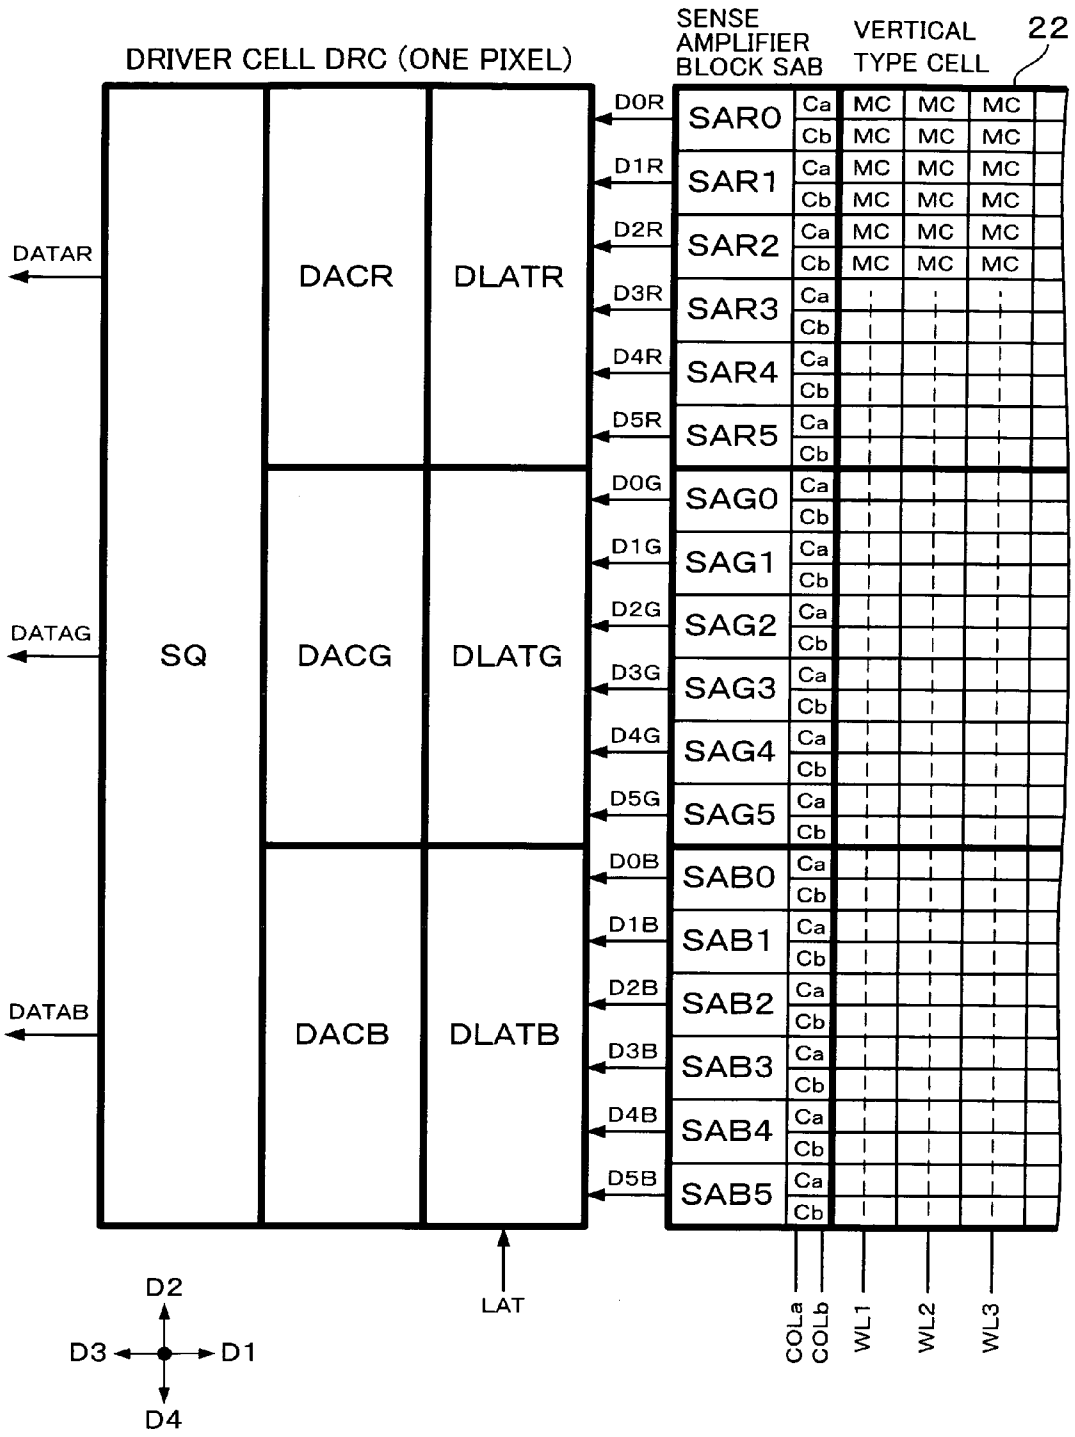 SENSE
AMPLIFIER
BLOCK SAB
VERTICAL
TYPE CELL
22
DRIVER CELL DRC (ONE PIXEL)
D0R SAR0 Ca MC MC MC
Cb MC MC MC
D1R SAR1 Ca MC MC MC
Cb MC MC MC
D2R SAR2 Ca MC MC MC
Cb MC MC MC
DATAR DACR DLATR
D3R SAR3 Ca
Cb
D4R SAR4 Ca
Cb
D5R SAR5 Ca
Cb
D0G SAG0 Ca
Cb
D1G SAG1 Ca
Cb
D2G SAG2 Ca
Cb
DATAG SQ DACG DLATG
D3G SAG3 Ca
Cb
D4G SAG4 Ca
Cb
D5G SAG5 Ca
Cb
D0B SAB0 Ca
Cb
D1B SAB1 Ca
Cb
D2B SAB2 Ca
Cb
DATAB DACB DLATB
D3B SAB3 Ca
Cb
D4B SAB4 Ca
Cb
D5B SAB5 Ca
Cb
LAT
COLa
COLb
WL1
WL2
WL3
D2
D3 D1
D4